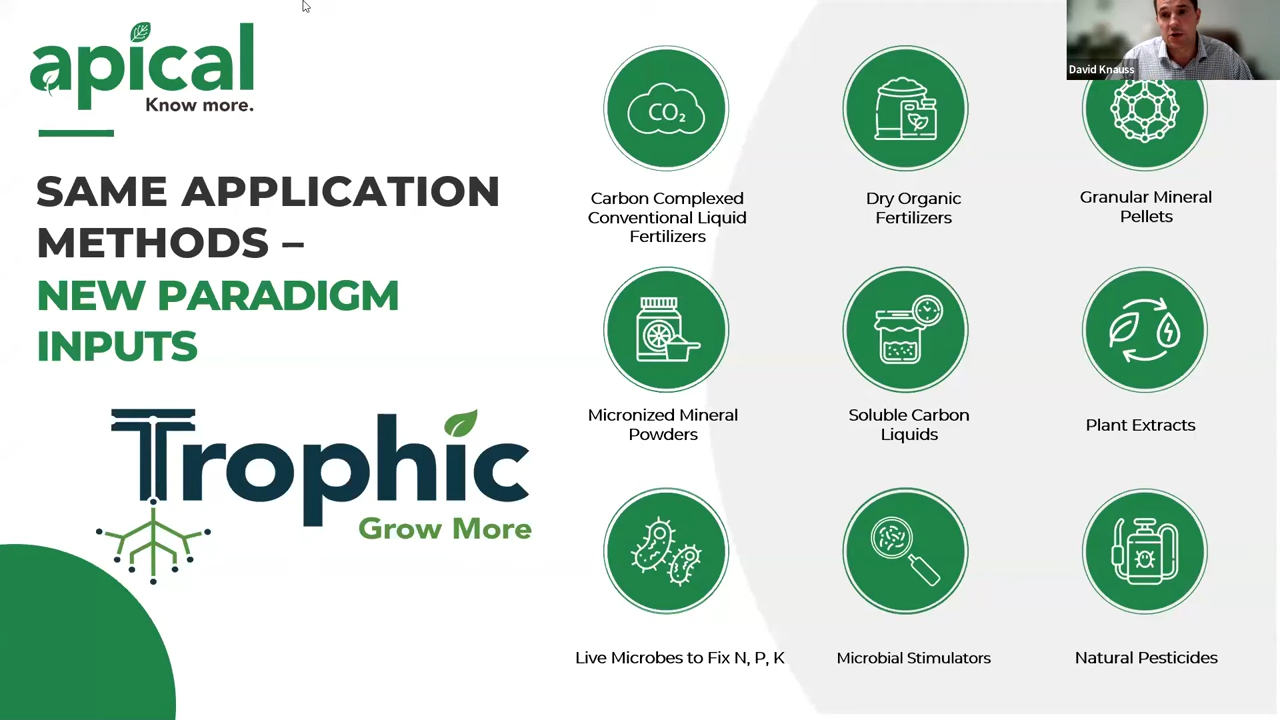 apical
Know more.
SAME APPLICATION
METHODS –
NEW PARADIGM
INPUTS
Trophic
Grow More
CO₂
Carbon Complexed
Conventional Liquid
Fertilizers
Dry Organic
Fertilizers
David Knauss
Granular Mineral
Pellets
Micronized Mineral
Powders
Soluble Carbon
Liquids
Plant Extracts
Live Microbes to Fix N, P, K
Microbial Stimulators
Natural Pesticides